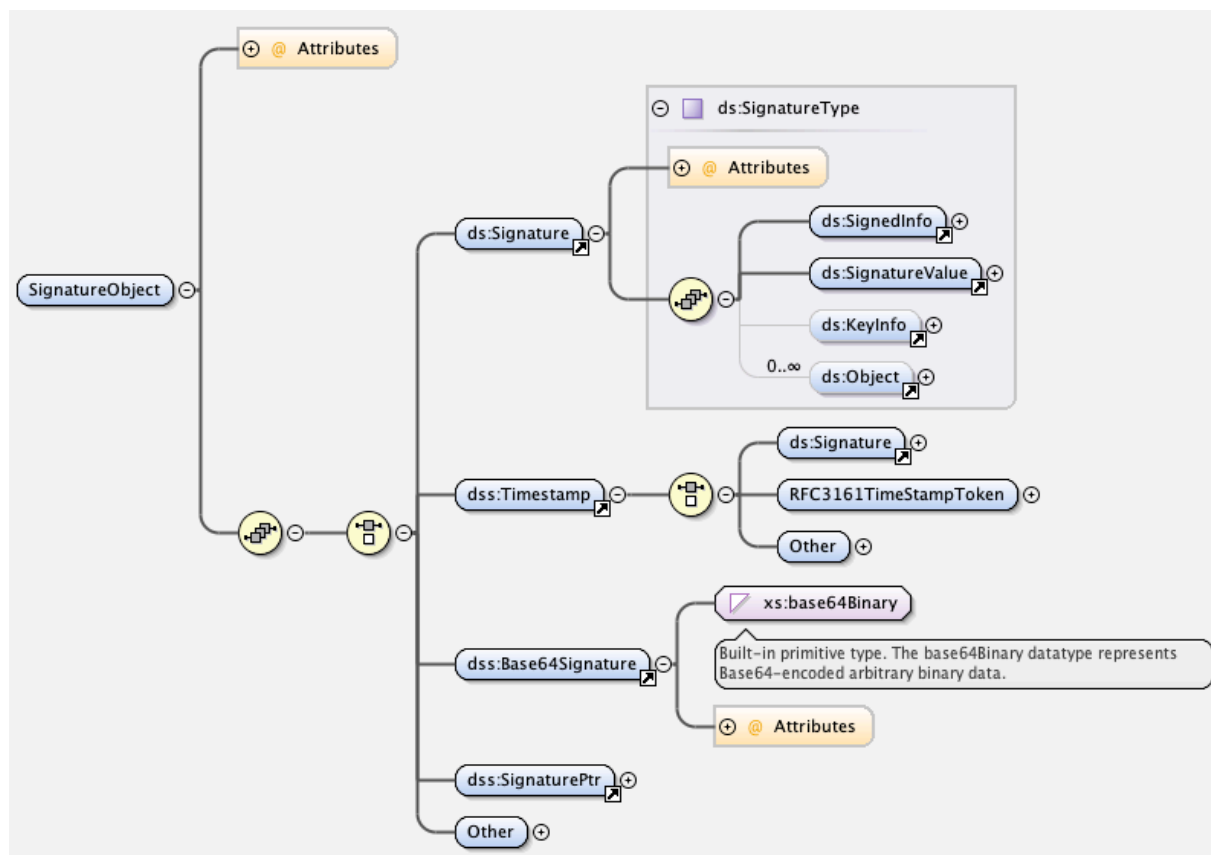 @ Attributes
ds:SignatureType
@ Attributes
ds:SignedInfo
ds:Signature
ds:SignatureValue
SignatureObject
ds:KeyInfo
0..∞
ds:Object
ds:Signature
dss:Timestamp
RFC3161TimeStampToken
Other
xs:base64Binary
Built-in primitive type. The base64Binary datatype represents
Base64-encoded arbitrary binary data.
dss:Base64Signature
@ Attributes
dss:SignaturePtr
Other